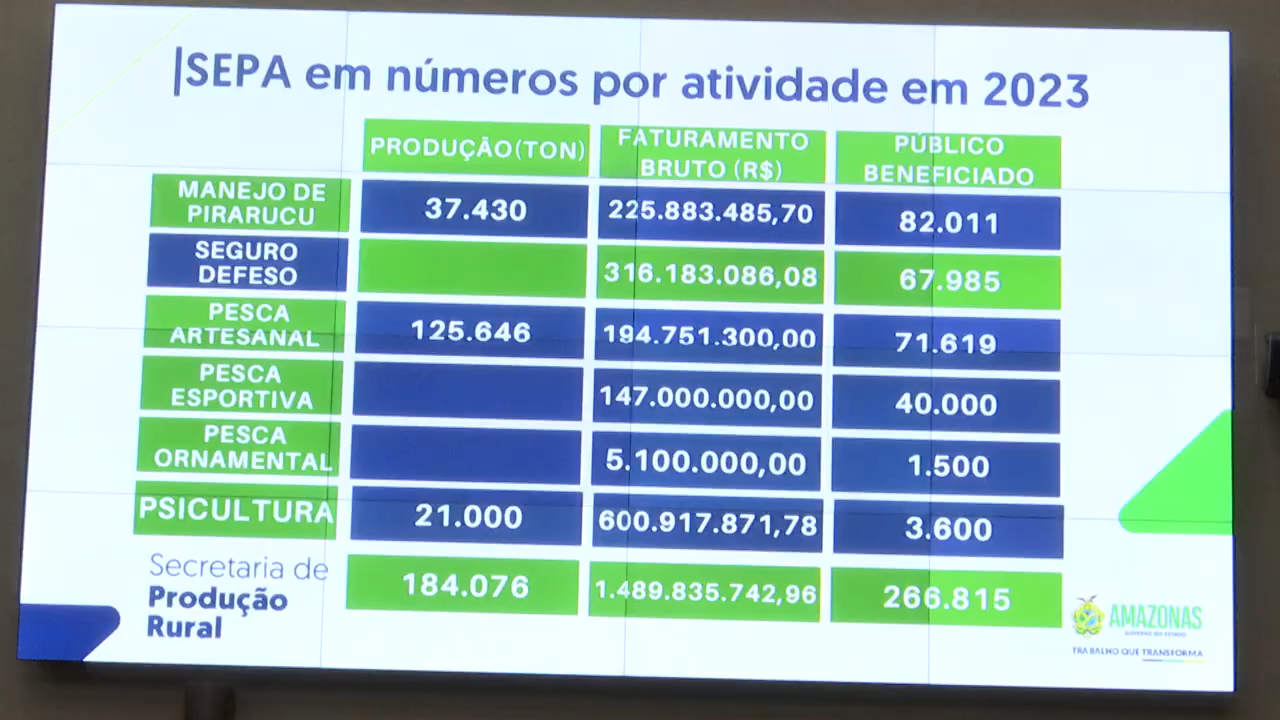 |SEPA em números por atividade em 2023
PRODUÇÃO(TON)
FATURAMENTO
BRUTO (R$)
PÚBLICO
BENEFICIADO
MANEJO DE
PIRARUCU
37.430
225.883.485,70
82.011
SEGURO
DEFESO
316.183.086,08
67.985
PESCA
ARTESANAL
125.646
194.751.300,00
71.619
PESCA
ESPORTIVA
147.000.000,00
40.000
PESCA
ORNAMENTAL
5.100.000,00
1.500
PSICULTURA
21.000
600.917.871,78
3.600
184.076
1.489.835.742,96
266.815
Secretaria de
Produção
Rural
AMAZONAS
GOVERNO DO ESTADO
TRABALHO QUE TRANSFORMA